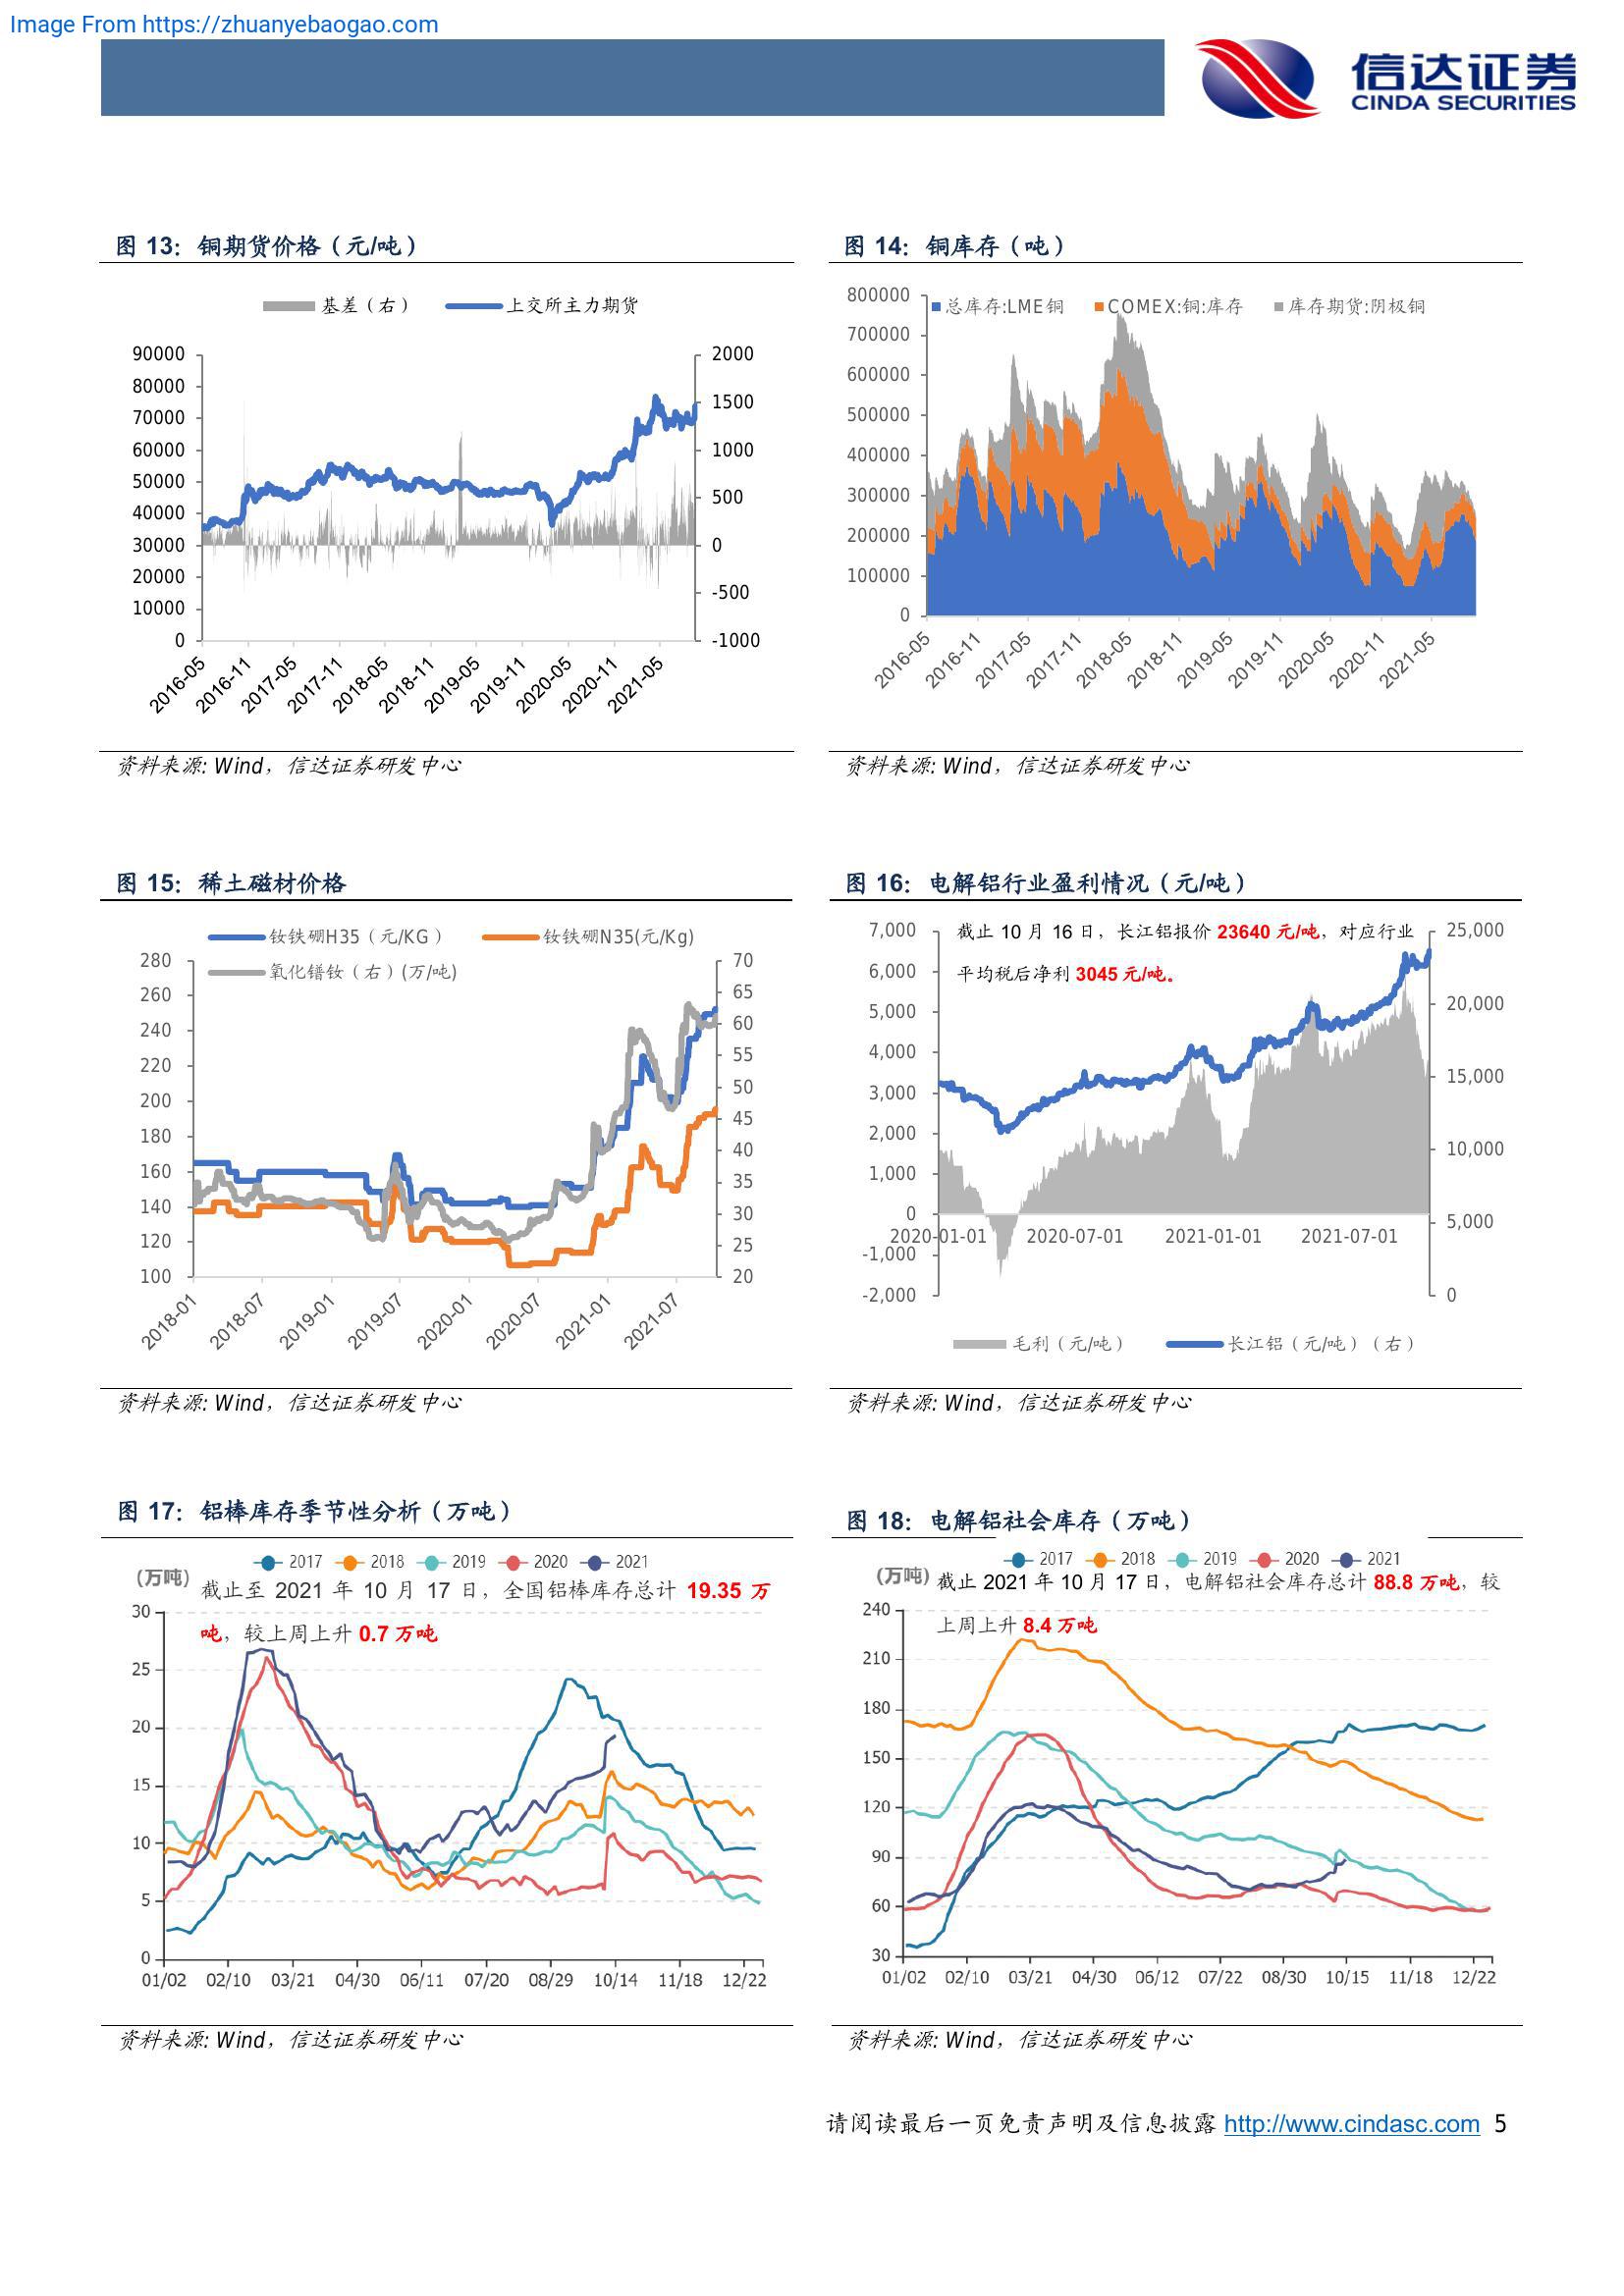 Image From https://zhuanyebaogao.com
信达证券
CINDA SECURITIES
图 13：铜期货价格（元/吨）
基差（右） 上交所主力期货
90000
80000
70000
60000
50000
40000
30000
20000
10000
0
2000
1500
1000
500
0
-500
-1000
2016-05 2016-11 2017-05 2017-11 2018-05 2018-11 2019-05 2019-11 2020-05 2020-11 2021-05
资料来源: Wind，信达证券研发中心
图 14：铜库存（吨）
总库存:LME铜 COMEX:铜:库存 库存期货:阴极铜
800000
700000
600000
500000
400000
300000
200000
100000
0
2016-05 2016-11 2017-05 2017-11 2018-05 2018-11 2019-05 2019-11 2020-05 2020-11 2021-05
资料来源: Wind，信达证券研发中心
图 15：稀土磁材价格
钕铁硼H35（元/KG） 钕铁硼N35(元/Kg)
氧化镨钕（右）(万/吨)
280
260
240
220
200
180
160
140
120
100
70
65
60
55
50
45
40
35
30
25
20
2018-01 2018-07 2019-01 2019-07 2020-01 2020-07 2021-01 2021-07
资料来源: Wind，信达证券研发中心
图 16：电解铝行业盈利情况（元/吨）
截止 10 月 16 日，长江铝报价 23640 元/吨，对应行业
平均税后净利 3045 元/吨。
7,000
6,000
5,000
4,000
3,000
2,000
1,000
0
-1,000
-2,000
25,000
20,000
15,000
10,000
5,000
0
2020-01-01 2020-07-01 2021-01-01 2021-07-01
毛利（元/吨） 长江铝（元/吨）（右）
资料来源: Wind，信达证券研发中心
图 17：铝棒库存季节性分析（万吨）
2017 2018 2019 2020 2021
(万吨)
截止至 2021 年 10 月 17 日，全国铝棒库存总计 19.35 万
吨，较上周上升 0.7 万吨
30
25
20
15
10
5
0
01/02 02/10 03/21 04/30 06/11 07/20 08/29 10/14 11/18 12/22
资料来源: Wind，信达证券研发中心
图 18：电解铝社会库存（万吨）
2017 2018 2019 2020 2021
(万吨)
截止 2021 年 10 月 17 日，电解铝社会库存总计 88.8 万吨，较
上周上升 8.4 万吨
240
210
180
150
120
90
60
30
01/02 02/10 03/21 04/30 06/12 07/22 08/30 10/15 11/18 12/22
资料来源: Wind，信达证券研发中心
请阅读最后一页免责声明及信息披露 http://www.cindasc.com 5